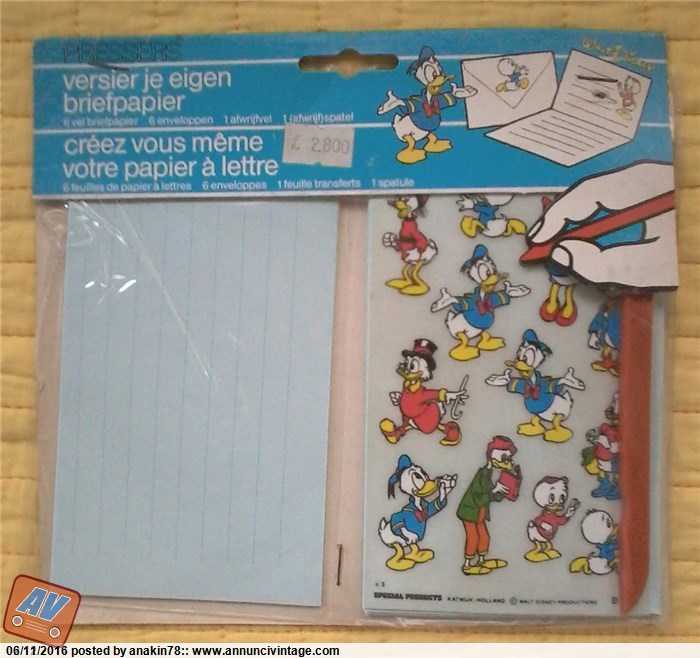 PRESSERS
versier je eigen
briefpapier
6 vel briefpapier 6 enveloppen 1 afwrijfvel 1 (afwrijf)spatel
créez vous même
votre papier à lettre
6 feuilles de papier à lettres 6 enveloppes 1 feuille transferts 1 spatule
£ 2.800
Walt Disney
n.3
SPECIAL PRODUCTS KATWIJK-HOLLAND © WALT DISNEY PRODUCTIONS B
AV
06/11/2016 posted by anakin78:: www.annuncivintage.com